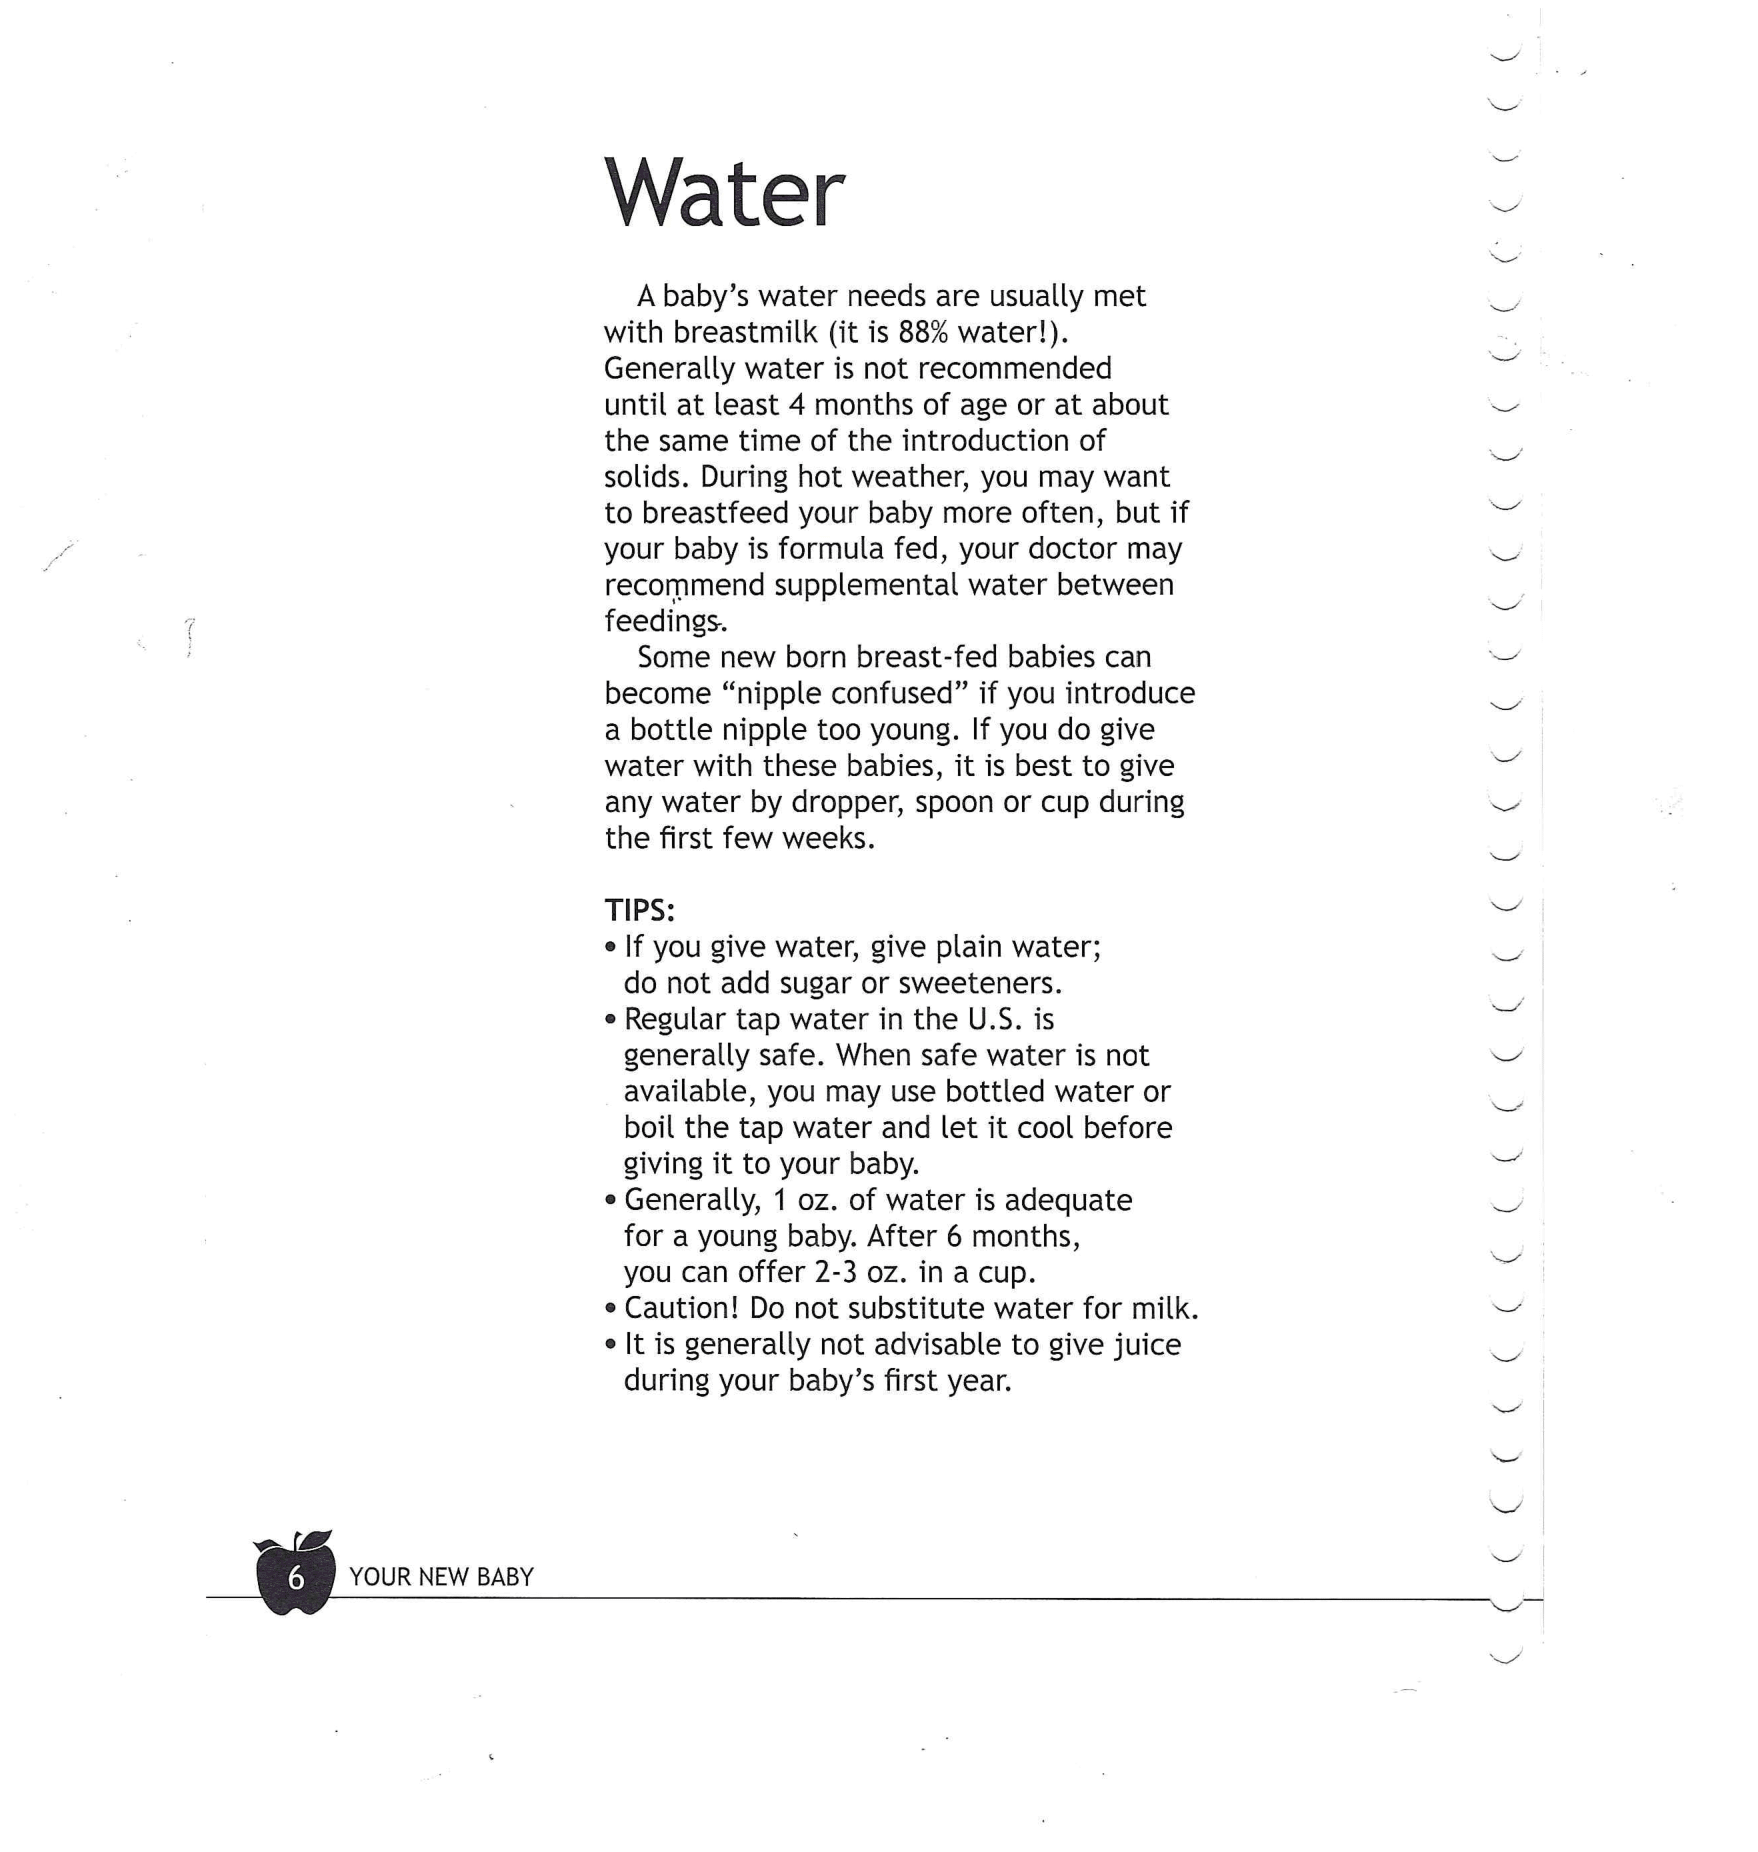 Water
A baby's water needs are usually met
with breastmilk (it is 88% water!).
Generally water is not recommended
until at least 4 months of age or at about
the same time of the introduction of
solids. During hot weather, you may want
to breastfeed your baby more often, but if
your baby is formula fed, your doctor may
recommend supplemental water between
feedings.
Some new born breast-fed babies can
become “nipple confused” if you introduce
a bottle nipple too young. If you do give
water with these babies, it is best to give
any water by dropper, spoon or cup during
the first few weeks.
TIPS:
• If you give water, give plain water;
do not add sugar or sweeteners.
• Regular tap water in the U.S. is
generally safe. When safe water is not
available, you may use bottled water or
boil the tap water and let it cool before
giving it to your baby.
• Generally, 1 oz. of water is adequate
for a young baby. After 6 months,
you can offer 2-3 oz. in a cup.
• Caution! Do not substitute water for milk.
• It is generally not advisable to give juice
during your baby's first year.
6 YOUR NEW BABY